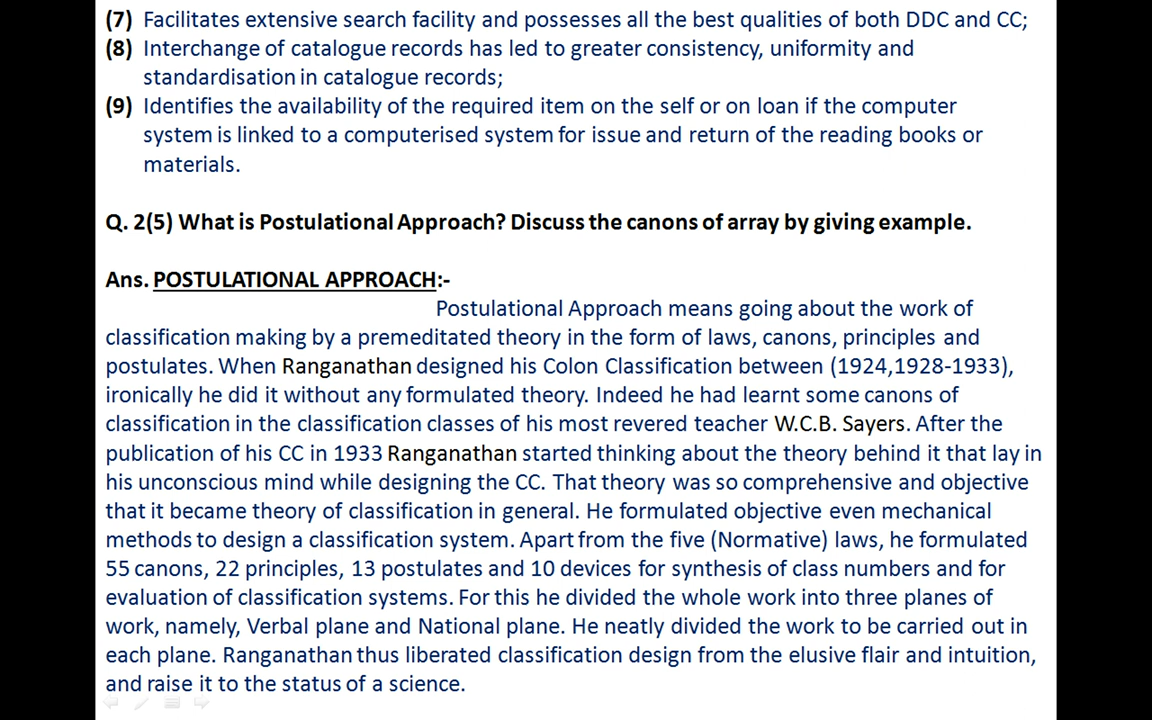 (7) Facilitates extensive search facility and possesses all the best qualities of both DDC and CC;
(8) Interchange of catalogue records has led to greater consistency, uniformity and
standardisation in catalogue records;
(9) Identifies the availability of the required item on the self or on loan if the computer
system is linked to a computerised system for issue and return of the reading books or
materials.
Q. 2(5) What is Postulational Approach? Discuss the canons of array by giving example.
Ans. POSTULATIONAL APPROACH:-
Postulational Approach means going about the work of
classification making by a premeditated theory in the form of laws, canons, principles and
postulates. When Ranganathan designed his Colon Classification between (1924,1928-1933),
ironically he did it without any formulated theory. Indeed he had learnt some canons of
classification in the classification classes of his most revered teacher W.C.B. Sayers. After the
publication of his CC in 1933 Ranganathan started thinking about the theory behind it that lay in
his unconscious mind while designing the CC. That theory was so comprehensive and objective
that it became theory of classification in general. He formulated objective even mechanical
methods to design a classification system. Apart from the five (Normative) laws, he formulated
55 canons, 22 principles, 13 postulates and 10 devices for synthesis of class numbers and for
evaluation of classification systems. For this he divided the whole work into three planes of
work, namely, Verbal plane and National plane. He neatly divided the work to be carried out in
each plane. Ranganathan thus liberated classification design from the elusive flair and intuition,
and raise it to the status of a science.